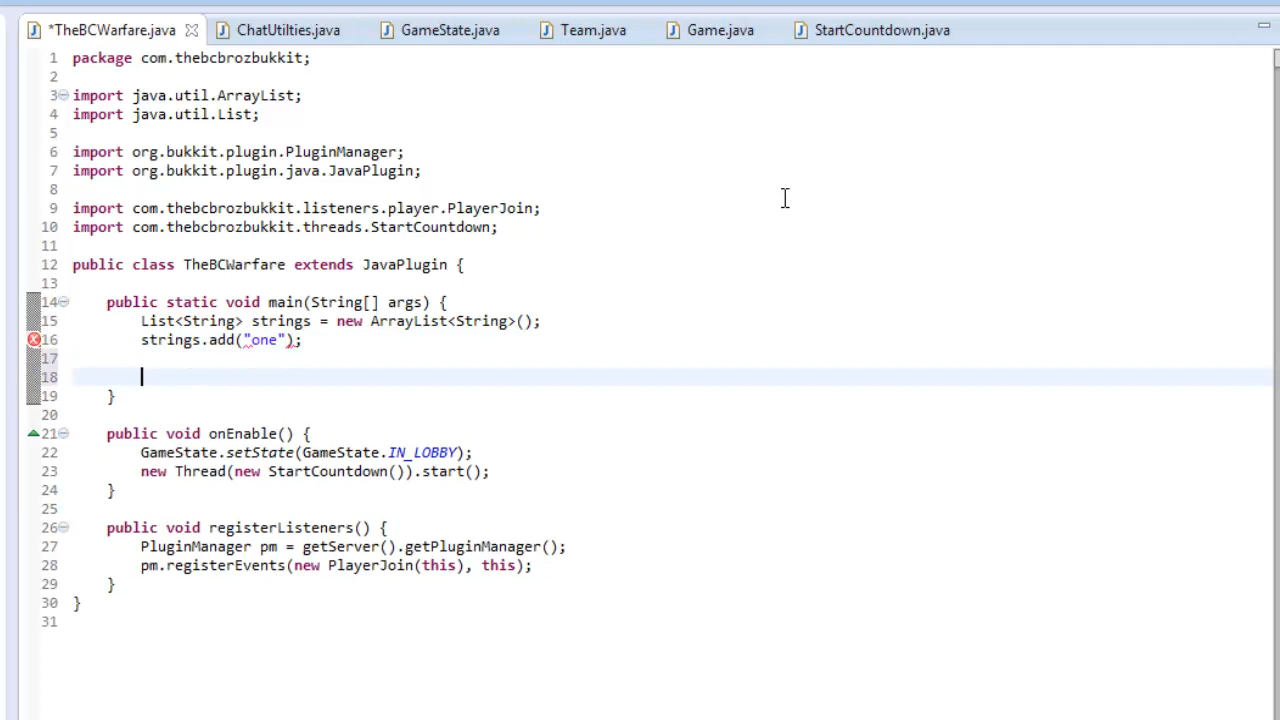 *TheBCWarfare.java ChatUtilties.java GameState.java Team.java Game.java StartCountdown.java
1 package com.thebcbrozbukkit;
2
3 import java.util.ArrayList;
4 import java.util.List;
5
6 import org.bukkit.plugin.PluginManager;
7 import org.bukkit.plugin.java.JavaPlugin;
8
9 import com.thebcbrozbukkit.listeners.player.PlayerJoin;
10 import com.thebcbrozbukkit.threads.StartCountdown;
11
12 public class TheBCWarfare extends JavaPlugin {
13
14 public static void main(String[] args) {
15 List<String> strings = new ArrayList<String>();
16 strings.add("one");
17
18
19 }
20
21 public void onEnable() {
22 GameState.setState(GameState.IN_LOBBY);
23 new Thread(new StartCountdown()).start();
24 }
25
26 public void registerListeners() {
27 PluginManager pm = getServer().getPluginManager();
28 pm.registerEvents(new PlayerJoin(this), this);
29 }
30 }
31